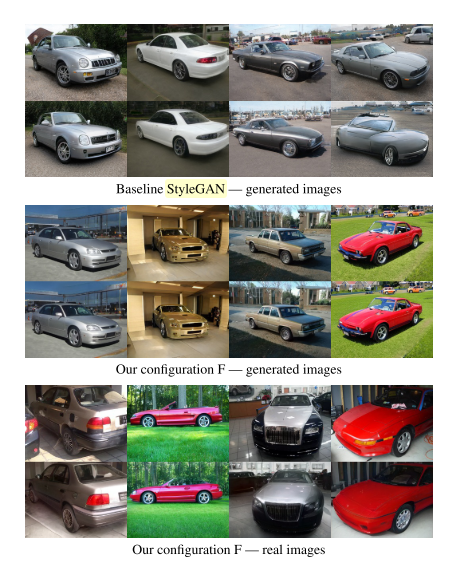 Baseline StyleGAN — generated images
Our configuration F — generated images
Our configuration F — real images